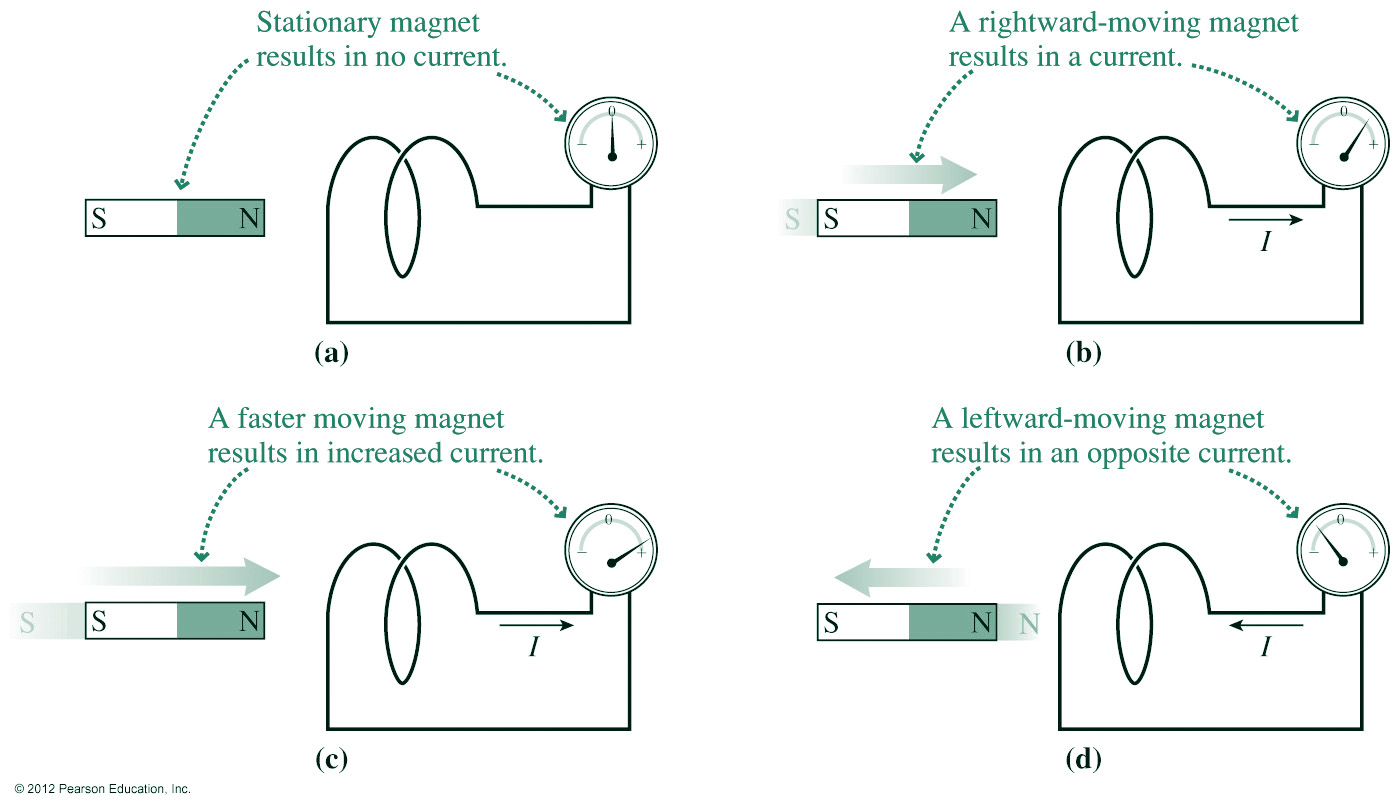 Stationary magnet
results in no current.
0
− +
S N
(a)
A rightward-moving magnet
results in a current.
0
− +
S S N
I
(b)
A faster moving magnet
results in increased current.
0
− +
S S N
I
(c)
A leftward-moving magnet
results in an opposite current.
0
− +
S N N
I
(d)
© 2012 Pearson Education, Inc.